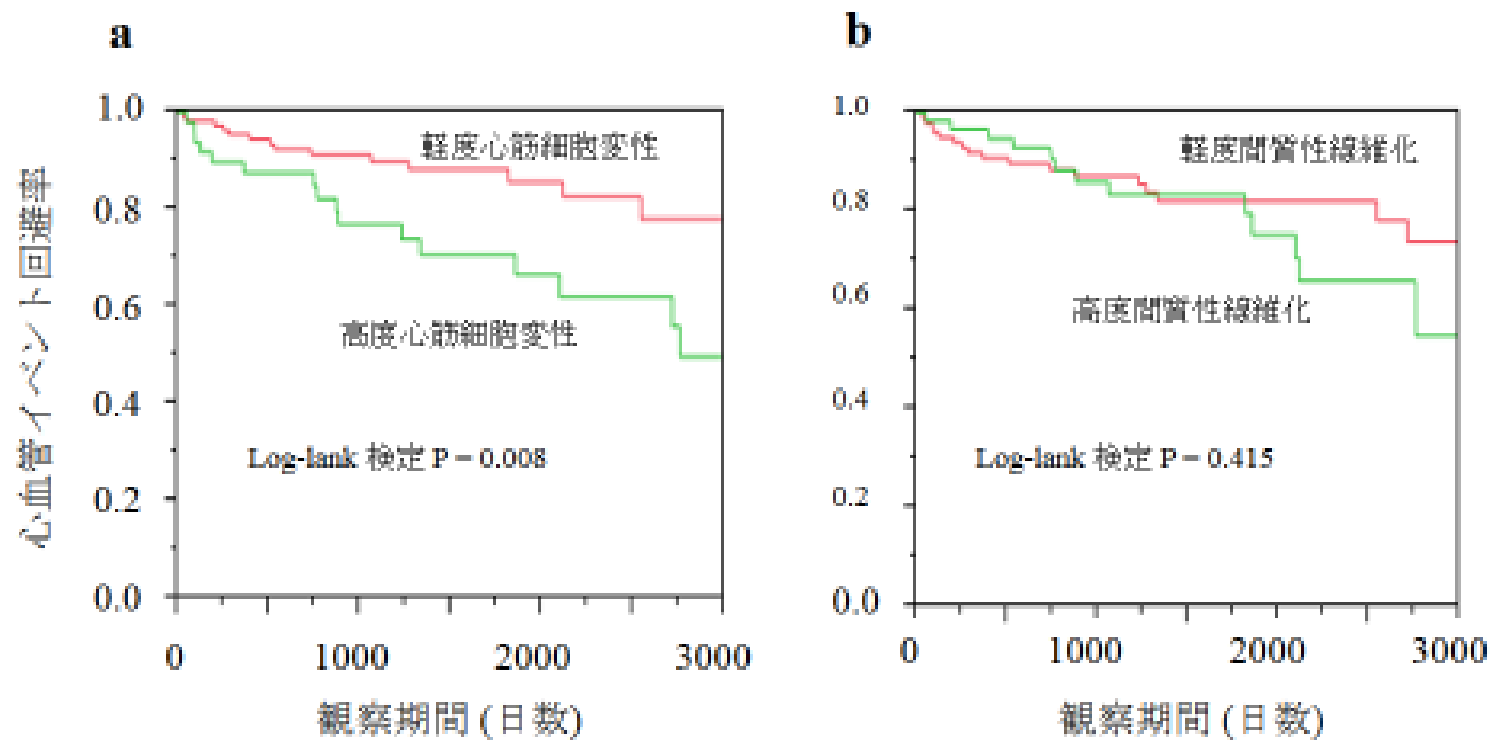 a
心血管イベント回避率
1.0
0.8
0.6
0.4
0.2
0.0
軽度心筋細胞変性
高度心筋細胞変性
Log-lank 検定 P = 0.008
0 1000 2000 3000
観察期間 (日数)
b
1.0
0.8
0.6
0.4
0.2
0.0
軽度間質性線維化
高度間質性線維化
Log-lank 検定 P = 0.415
0 1000 2000 3000
観察期間 (日数)